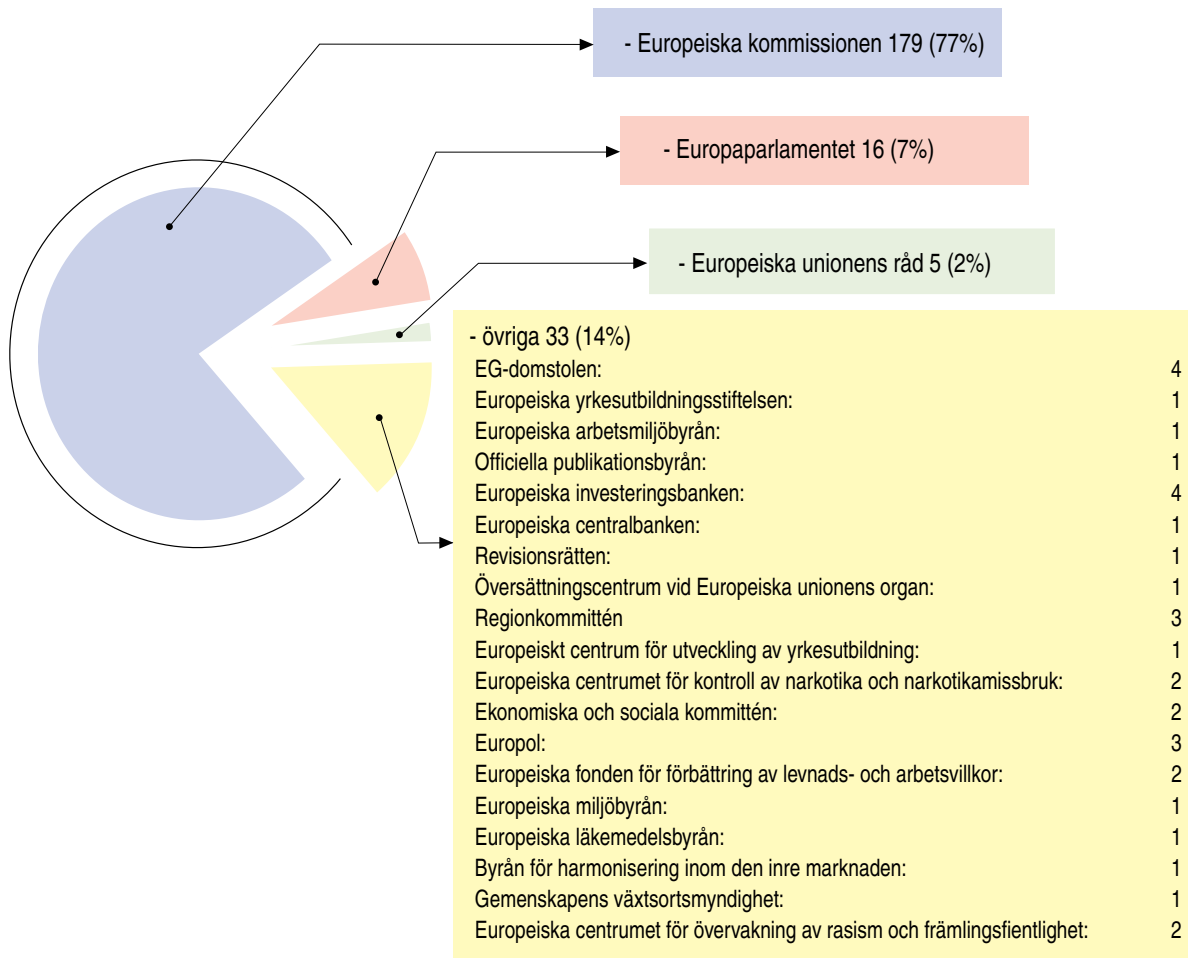 - Europeiska kommissionen 179 (77%)
- Europaparlamentet 16 (7%)
- Europeiska unionens råd 5 (2%)
- övriga 33 (14%)
EG-domstolen: 4
Europeiska yrkesutbildningsstiftelsen: 1
Europeiska arbetsmiljöbyrån: 1
Officiella publikationsbyrån: 1
Europeiska investeringsbanken: 4
Europeiska centralbanken: 1
Revisionsrätten: 1
Översättningscentrum vid Europeiska unionens organ: 1
Regionkommittén 3
Europeiskt centrum för utveckling av yrkesutbildning: 1
Europeiska centrumet för kontroll av narkotika och narkotikamissbruk: 2
Ekonomiska och sociala kommittén: 2
Europol: 3
Europeiska fonden för förbättring av levnads- och arbetsvillkor: 2
Europeiska miljöbyrån: 1
Europeiska läkemedelsbyrån: 1
Byrån för harmonisering inom den inre marknaden: 1
Gemenskapens växtsortsmyndighet: 1
Europeiska centrumet för övervakning av rasism och främlingsfientlighet: 2